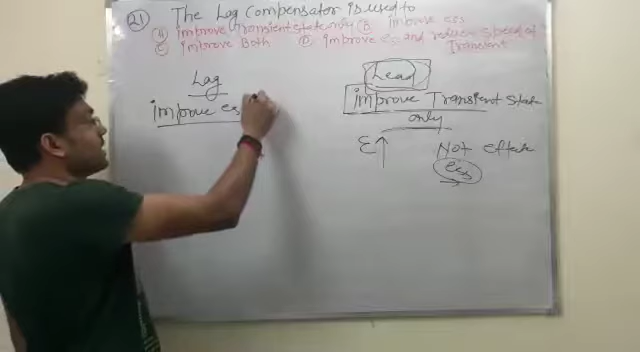 21) The Lag Compensator is used to
(A) improve Transient state only (B) improve ess
(C) improve Both (D) improve ess and reduce speed of
Transient
Lag
improve ess
Lead
improve Transient State
only
ε↑ Not effect
ess